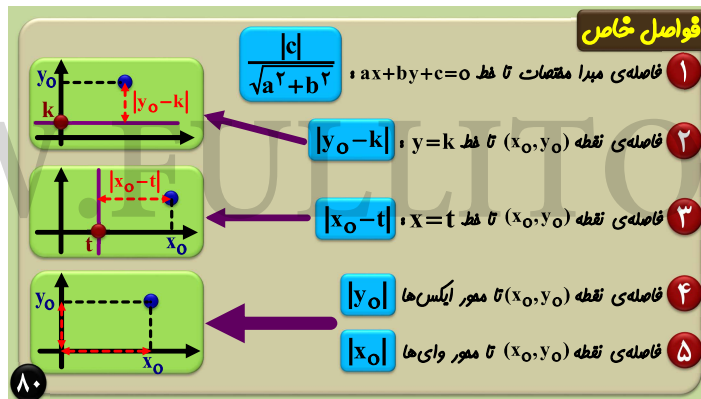 فواصل خاص
۱ فاصله‌ی مبدا مختصات تا خط ax+by+c=0 : |c| / √a²+b²
۲ فاصله‌ی نقطه (x₀,y₀) تا خط y=k : |y₀-k|
۳ فاصله‌ی نقطه (x₀,y₀) تا خط x=t : |x₀-t|
۴ فاصله‌ی نقطه (x₀,y₀) تا محور ایکس‌ها |y₀|
۵ فاصله‌ی نقطه (x₀,y₀) تا محور وای‌ها |x₀|
y₀
|y₀-k|
k
|x₀-t|
t
x₀
y₀
x₀
۸۰
W.FULLITO